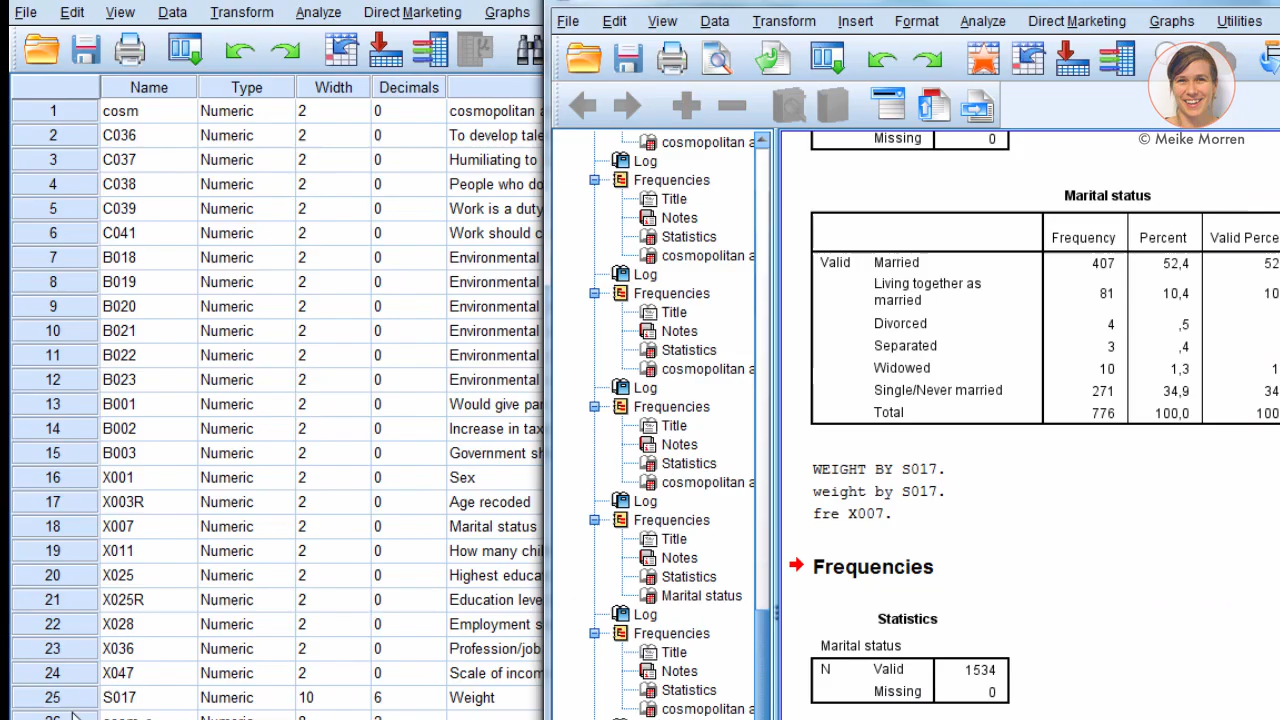 File Edit View Data Transform Analyze Direct Marketing Graphs
Name Type Width Decimals
1 cosm Numeric 2 0 cosmopolitan a
2 C036 Numeric 2 0 To develop tale
3 C037 Numeric 2 0 Humiliating to
4 C038 Numeric 2 0 People who do
5 C039 Numeric 2 0 Work is a duty
6 C041 Numeric 2 0 Work should c
7 B018 Numeric 2 0 Environmental
8 B019 Numeric 2 0 Environmental
9 B020 Numeric 2 0 Environmental
10 B021 Numeric 2 0 Environmental
11 B022 Numeric 2 0 Environmental
12 B023 Numeric 2 0 Environmental
13 B001 Numeric 2 0 Would give par
14 B002 Numeric 2 0 Increase in tax
15 B003 Numeric 2 0 Government sh
16 X001 Numeric 2 0 Sex
17 X003R Numeric 2 0 Age recoded
18 X007 Numeric 2 0 Marital status
19 X011 Numeric 2 0 How many chil
20 X025 Numeric 2 0 Highest educa
21 X025R Numeric 2 0 Education leve
22 X028 Numeric 2 0 Employment s
23 X036 Numeric 2 0 Profession/job
24 X047 Numeric 2 0 Scale of incom
25 S017 Numeric 10 6 Weight
File Edit View Data Transform Insert Format Analyze Direct Marketing Graphs Utilities
© Meike Morren
cosmopolitan a
Log
Frequencies
Title
Notes
Statistics
cosmopolitan a
Log
Frequencies
Title
Notes
Statistics
cosmopolitan a
Log
Frequencies
Title
Notes
Statistics
cosmopolitan a
Log
Frequencies
Title
Notes
Statistics
Marital status
Log
Frequencies
Title
Notes
Statistics
cosmopolitan a
Missing 0
Marital status
Frequency Percent Valid Perce
Valid Married 407 52,4 52
Living together as married 81 10,4 10
Divorced 4 ,5
Separated 3 ,4
Widowed 10 1,3 1
Single/Never married 271 34,9 34
Total 776 100,0 100
WEIGHT BY S017.
weight by S017.
fre X007.
Frequencies
Statistics
Marital status
N Valid 1534
Missing 0